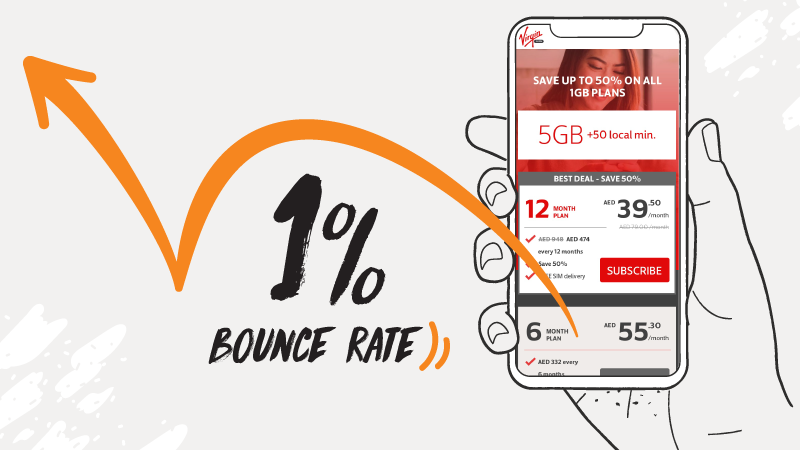 1%
BOUNCE RATE
Virgin
SAVE UP TO 50% ON ALL
1GB PLANS
5GB +50 local min.
BEST DEAL - SAVE 50%
12 MONTH PLAN
AED 39.50 /month
AED 79.00 /month
AED 948 AED 474
every 12 months
Save 50%
SIM delivery
SUBSCRIBE
6 MONTH PLAN
AED 55.30 /month
AED 332 every
6 months